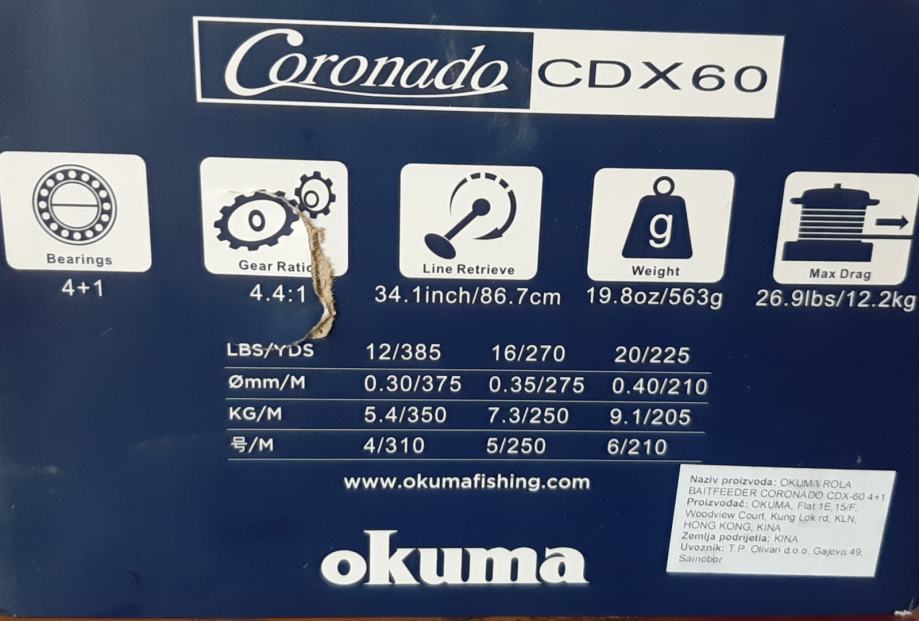 Coronado CDX60
Bearings
4+1
Gear Ratio
4.4:1
Line Retrieve
34.1inch/86.7cm
g
Weight
19.8oz/563g
Max Drag
26.9lbs/12.2kg
LBS/YDS 12/385 16/270 20/225
Ømm/M 0.30/375 0.35/275 0.40/210
KG/M 5.4/350 7.3/250 9.1/205
号/M 4/310 5/250 6/210
www.okumafishing.com
okuma
Naziv proizvoda: OKUMA ROLA
BAITFEEDER CORONADO CDX-60 4+1
Proizvođač: OKUMA, Flat 1E, 15/F,
Woodview Court, Kung Lok rd, KLN,
HONG KONG, KINA
Zemlja podrijetla: KINA
Uvoznik: T.P. Olivari d.o.o. Gajeva 49,
Samobor